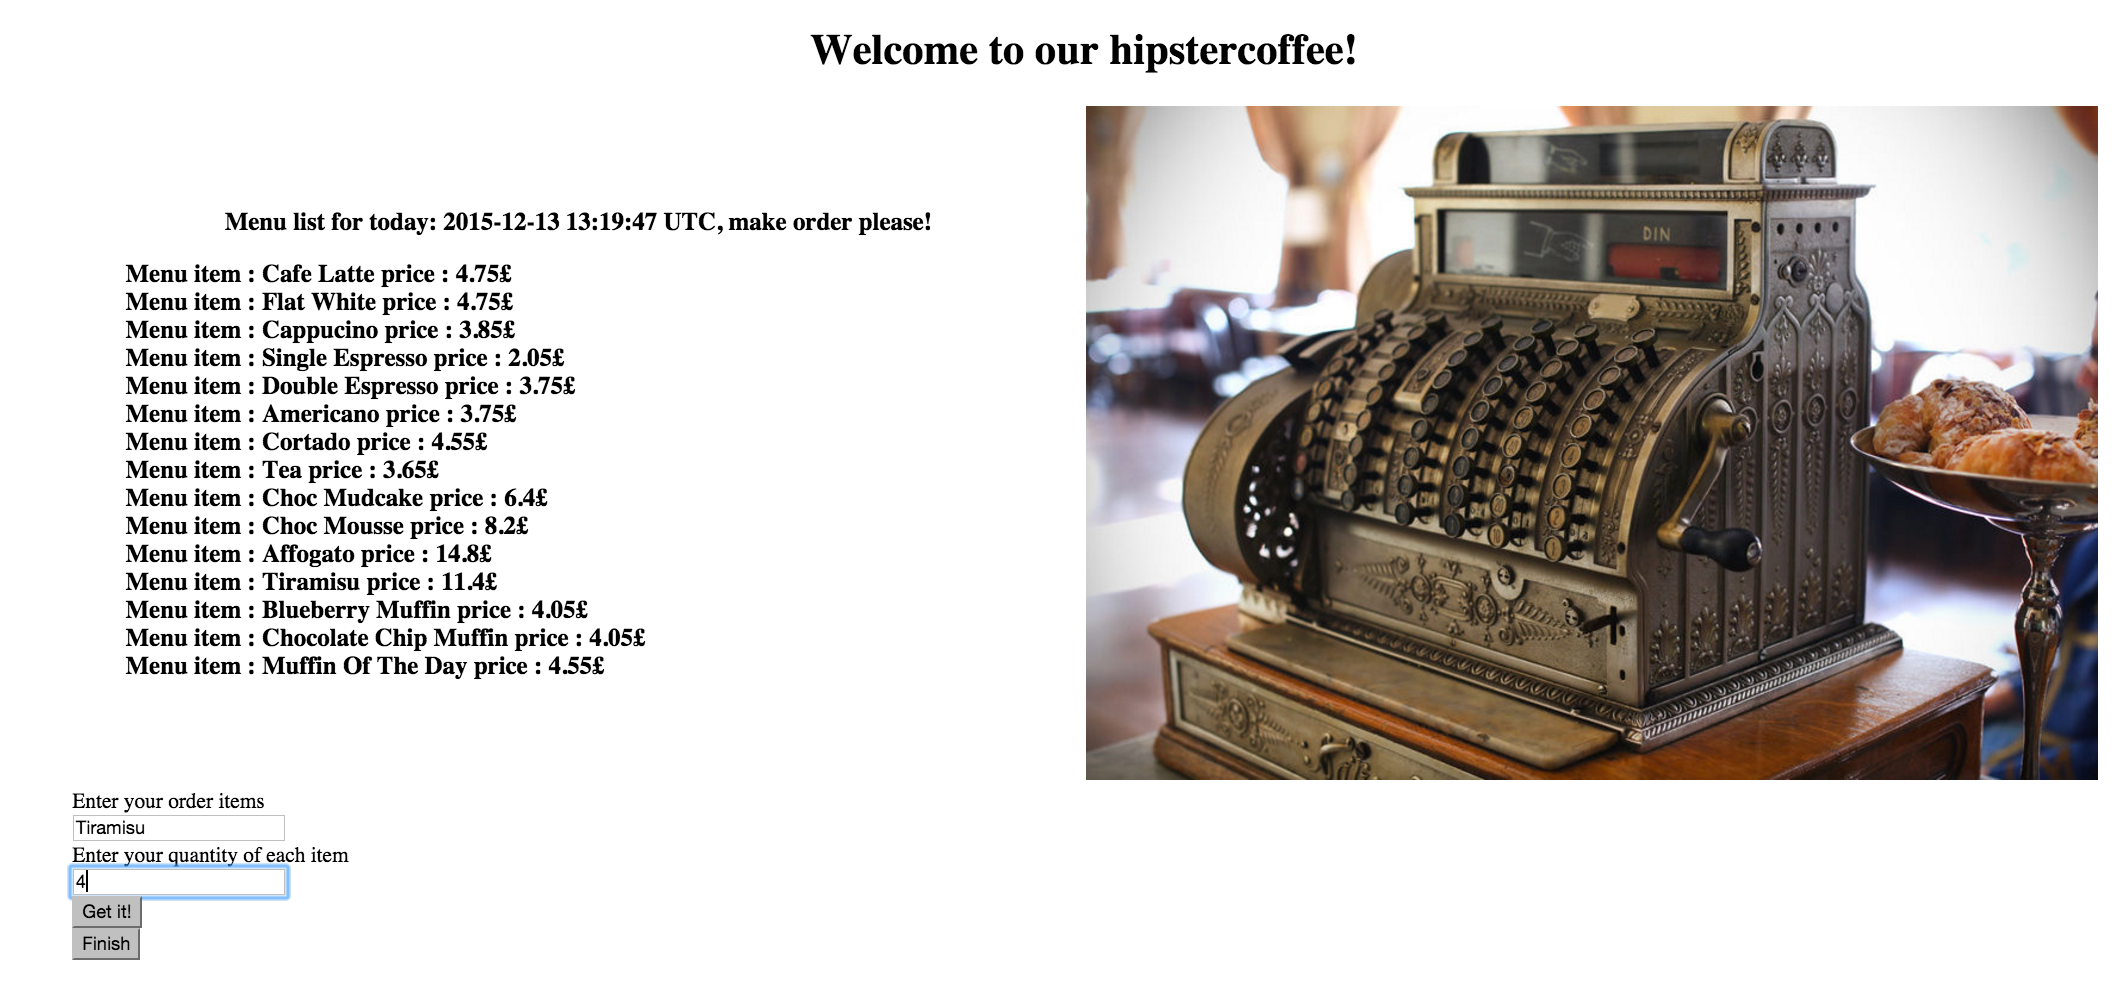 Welcome to our hipstercoffee!
Menu list for today: 2015-12-13 13:19:47 UTC, make order please!
Menu item : Cafe Latte price : 4.75£
Menu item : Flat White price : 4.75£
Menu item : Cappucino price : 3.85£
Menu item : Single Espresso price : 2.05£
Menu item : Double Espresso price : 3.75£
Menu item : Americano price : 3.75£
Menu item : Cortado price : 4.55£
Menu item : Tea price : 3.65£
Menu item : Choc Mudcake price : 6.4£
Menu item : Choc Mousse price : 8.2£
Menu item : Affogato price : 14.8£
Menu item : Tiramisu price : 11.4£
Menu item : Blueberry Muffin price : 4.05£
Menu item : Chocolate Chip Muffin price : 4.05£
Menu item : Muffin Of The Day price : 4.55£
DIN
Enter your order items
Tiramisu
Enter your quantity of each item
4
Get it!
Finish